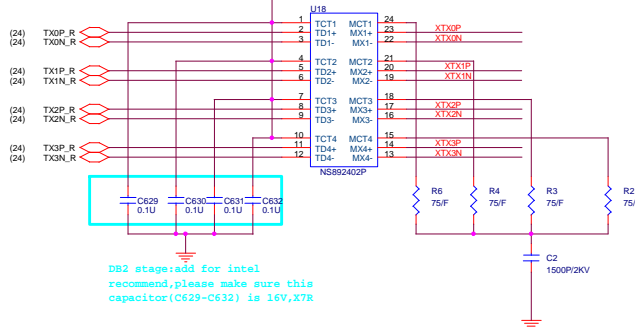 U18
1 TCT1 MCT1 24
(24) TX0P_R 2 TD1+ MX1+ 23 XTX0P
(24) TX0N_R 3 TD1- MX1- 22 XTX0N
4 TCT2 MCT2 21
(24) TX1P_R 5 TD2+ MX2+ 20 XTX1P
(24) TX1N_R 6 TD2- MX2- 19 XTX1N
7 TCT3 MCT3 18
(24) TX2P_R 8 TD3+ MX3+ 17 XTX2P
(24) TX2N_R 9 TD3- MX3- 16 XTX2N
10 TCT4 MCT4 15
(24) TX3P_R 11 TD4+ MX4+ 14 XTX3P
(24) TX3N_R 12 TD4- MX4- 13 XTX3N
NS892402P
R6 R4 R3 R2
75/F 75/F 75/F 75/
C629 C630 C631 C632
0.1U 0.1U 0.1U 0.1U
C2
1500P/2KV
DB2 stage:add for intel
recommend,please make sure this
capacitor(C629-C632) is 16V,X7R